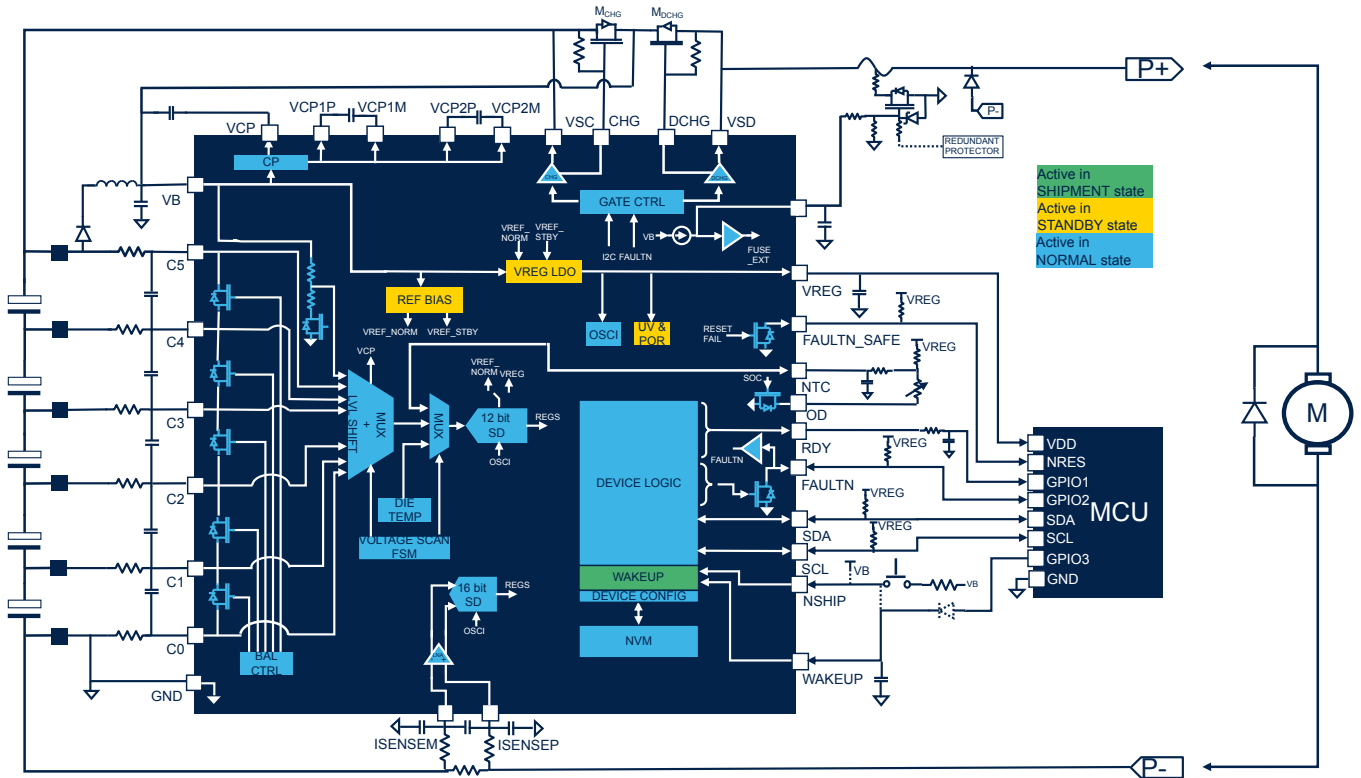 MCHG
MDCHG
P+
P-
REDUNDANT
PROTECTOR
VCP1P
VCP1M
VCP2P
VCP2M
VCP
VSC
CHG
DCHG
VSD
CP
CHG
DCHG
VB
GATE CTRL
VB
I2C
FAULTN
FUSE
_EXT
Active in
SHIPMENT state
Active in
STANDBY state
Active in
NORMAL state
C5
VREF_
NORM
VREF_
STBY
VREG LDO
VREG
REF BIAS
VREF_NORM
VREF_STBY
OSCI
UV &
POR
RESET
FAIL
FAULTN_SAFE
VREG
VREG
C4
VCP
VREF_
NORM
VREG
NTC
SOC
OD
C3
LVL SHIFT
+
MUX
MUX
12 bit
SD
REGS
OSCI
RDY
VREG
FAULTN
FAULTN
DEVICE LOGIC
C2
DIE
TEMP
VOLTAGE SCAN
FSM
VREG
SDA
VREG
SCL
M
VDD
NRES
GPIO1
GPIO2
SDA
SCL
GPIO3
GND
MCU
C1
16 bit
SD
REGS
OSCI
WAKEUP
DEVICE CONFIG
NVM
VB
VB
NSHIP
C0
BAL
CTRL
LNA
+
WAKEUP
GND
ISENSEM
ISENSEP
P-